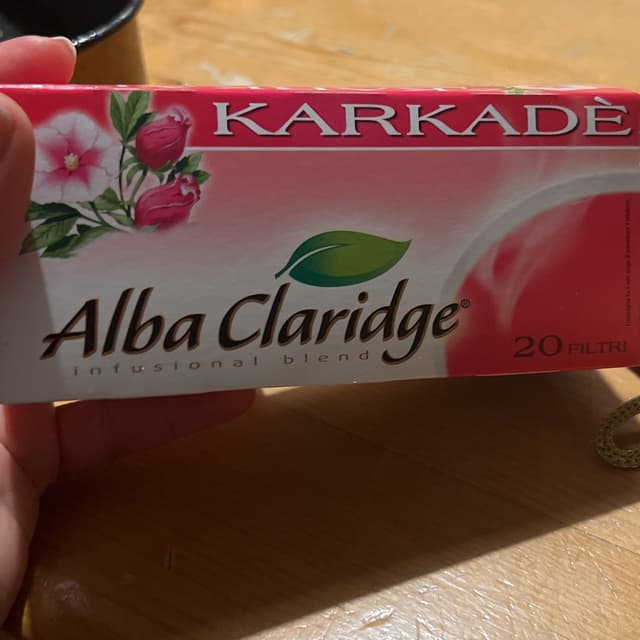 KARKADÈ
Alba Claridge®
infusional blend
20 FILTRI